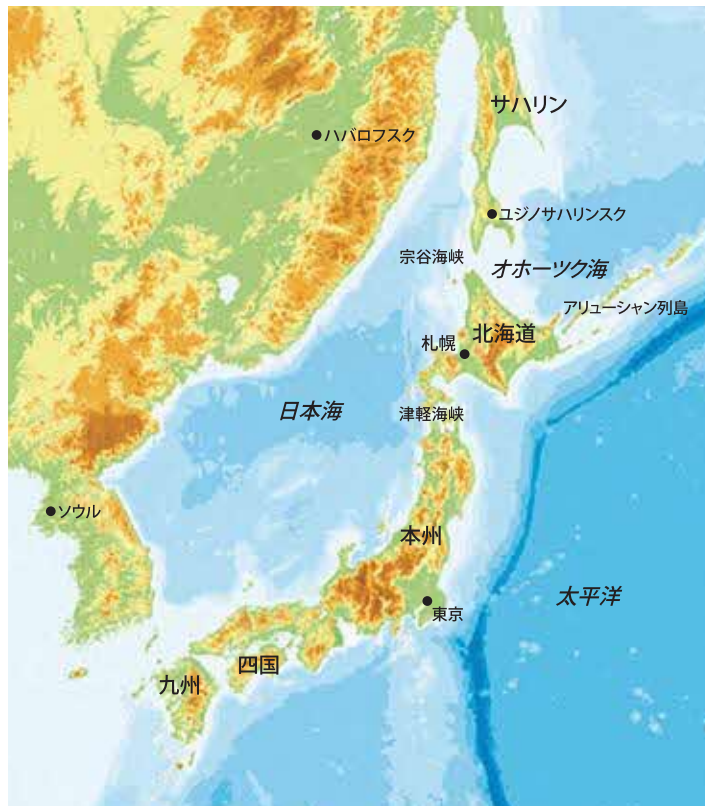 サハリン
ハバロフスク
ユジノサハリンスク
宗谷海峡
オホーツク海
アリューシャン列島
北海道
札幌
日本海
津軽海峡
ソウル
本州
太平洋
東京
四国
九州